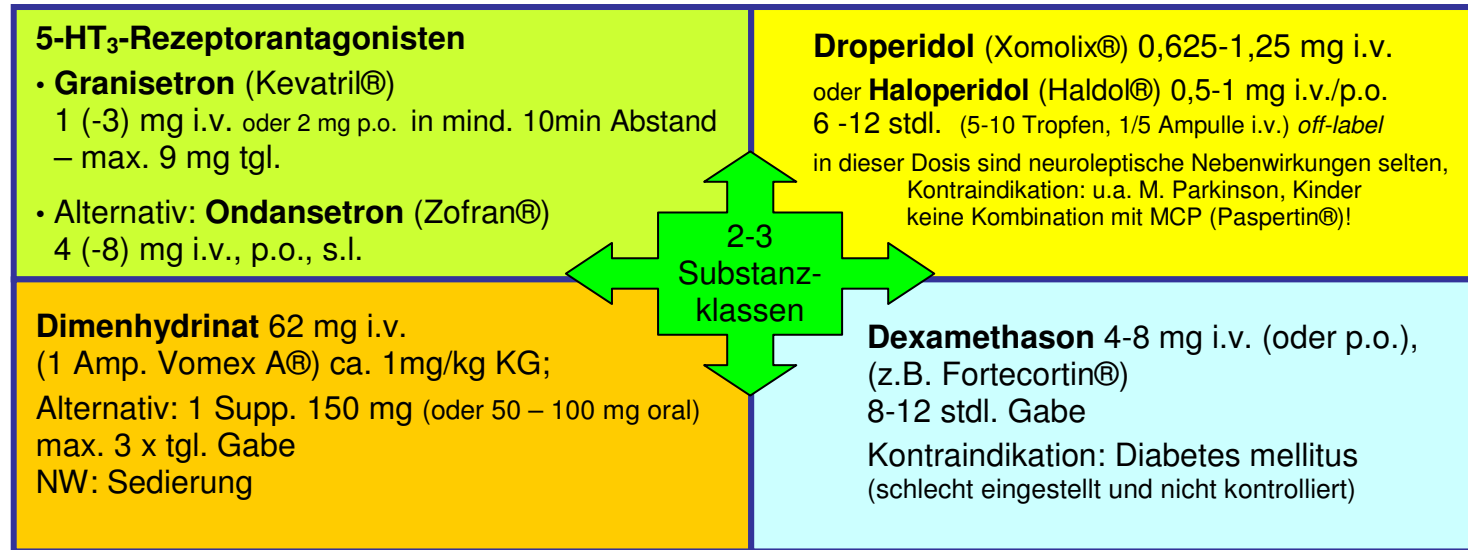 5-HT₃-Rezeptorantagonisten
• Granisetron (Kevatril®)
1 (-3) mg i.v. oder 2 mg p.o. in mind. 10min Abstand
– max. 9 mg tgl.
• Alternativ: Ondansetron (Zofran®)
4 (-8) mg i.v., p.o., s.l.
Droperidol (Xomolix®) 0,625-1,25 mg i.v.
oder Haloperidol (Haldol®) 0,5-1 mg i.v./p.o.
6 -12 stdl. (5-10 Tropfen, 1/5 Ampulle i.v.) off-label
in dieser Dosis sind neuroleptische Nebenwirkungen selten,
Kontraindikation: u.a. M. Parkinson, Kinder
keine Kombination mit MCP (Paspertin®)!
2-3
Substanz-
klassen
Dimenhydrinat 62 mg i.v.
(1 Amp. Vomex A®) ca. 1mg/kg KG;
Alternativ: 1 Supp. 150 mg (oder 50 – 100 mg oral)
max. 3 x tgl. Gabe
NW: Sedierung
Dexamethason 4-8 mg i.v. (oder p.o.),
(z.B. Fortecortin®)
8-12 stdl. Gabe
Kontraindikation: Diabetes mellitus
(schlecht eingestellt und nicht kontrolliert)